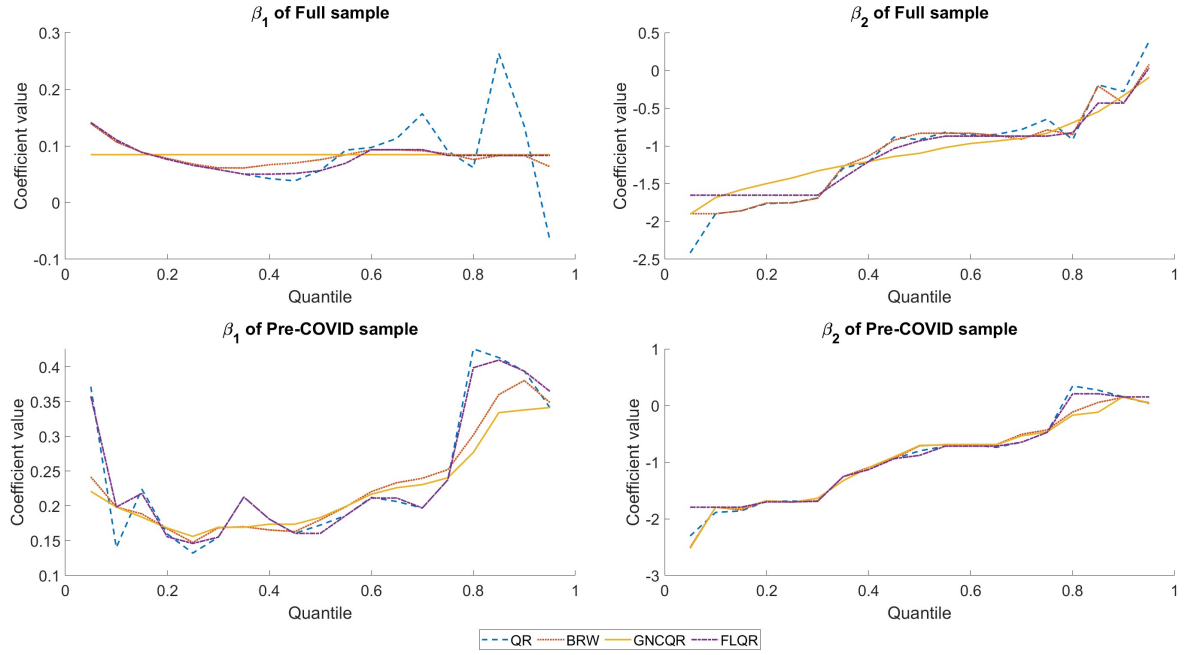 β1 of Full sample
Coefficient value
0.3
0.2
0.1
0
-0.1
0 0.2 0.4 0.6 0.8 1
Quantile
β2 of Full sample
Coefficient value
0.5
0
-0.5
-1
-1.5
-2
-2.5
0 0.2 0.4 0.6 0.8 1
Quantile
β1 of Pre-COVID sample
Coefficient value
0.4
0.35
0.3
0.25
0.2
0.15
0.1
0 0.2 0.4 0.6 0.8 1
Quantile
β2 of Pre-COVID sample
Coefficient value
1
0
-1
-2
-3
0 0.2 0.4 0.6 0.8 1
Quantile
QR BRW GNCQR FLQR